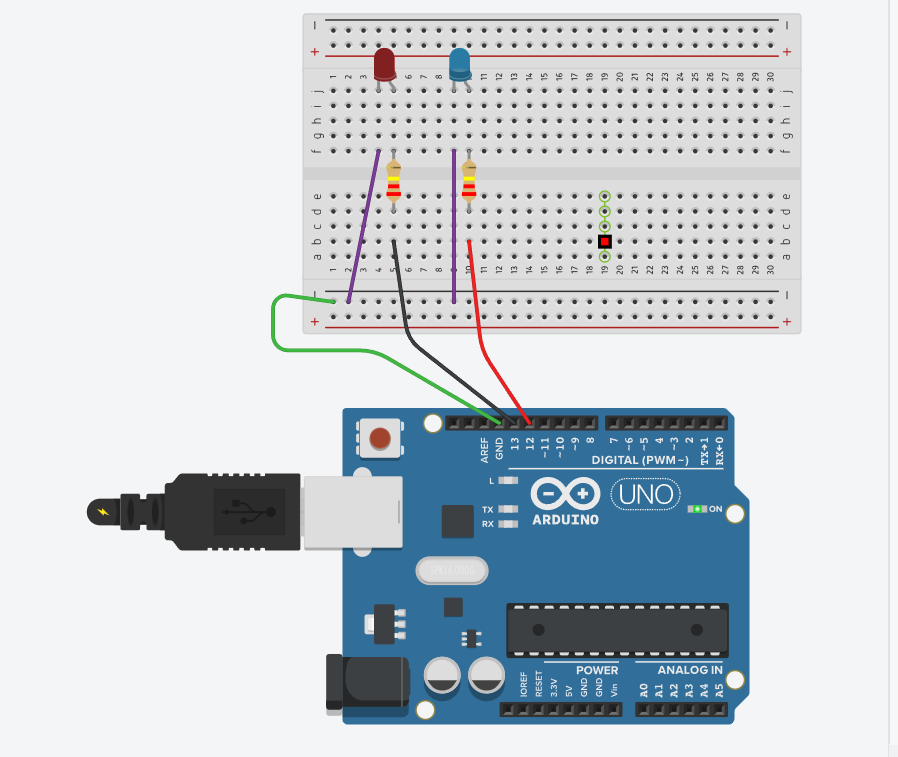 − −
+ +
1 2 3 6 7 8 11 12 13 14 15 16 17 18 19 20 21 22 23 24 25 26 27 28 29 30
j j
i i
h h
g g
f f
e e
d d
c c
b b
a a
1 2 3 4 5 6 7 8 9 10 11 12 13 14 15 16 17 18 19 20 21 22 23 24 25 26 27 28 29 30
− −
+ +
AREF GND 13 12 ~11 ~10 ~9 8 7 ~6 ~5 4 ~3 2 TX→1 RX←0
DIGITAL (PWM~)
L
TX
RX
ARDUINO
UNO
ON
POWER
ANALOG IN
IOREF RESET 3.3V 5V GND GND Vin A0 A1 A2 A3 A4 A5